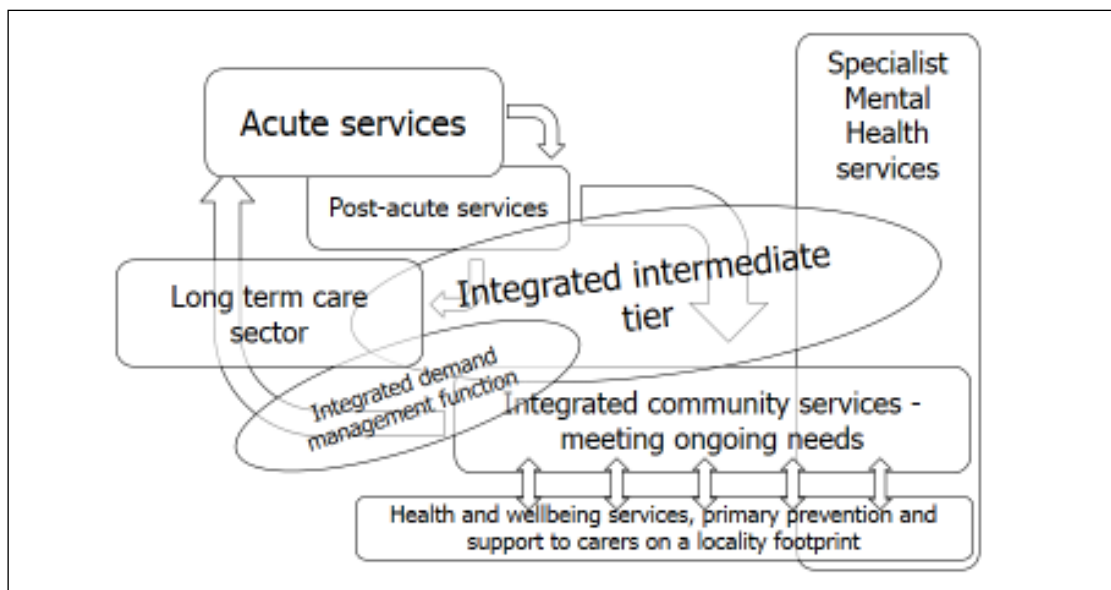 Acute services
Specialist
Mental
Health
services
Post-acute services
Integrated intermediate
tier
Long term care
sector
Integrated demand
management function
Integrated community services -
meeting ongoing needs
Health and wellbeing services, primary prevention and
support to carers on a locality footprint